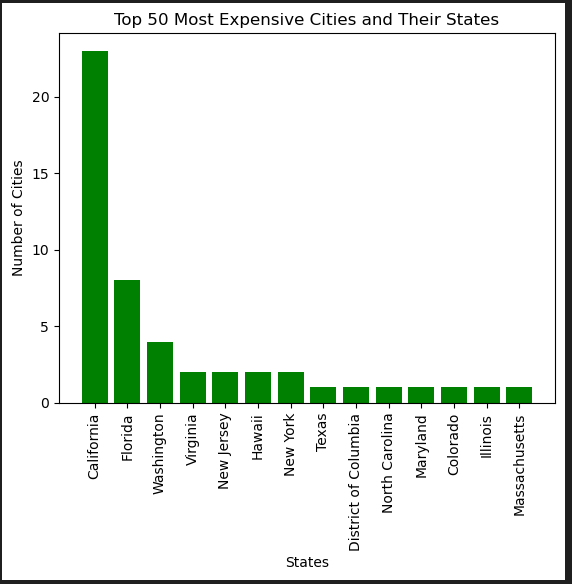 Top 50 Most Expensive Cities and Their States
Number of Cities
20
15
10
5
0
California
Florida
Washington
Virginia
New Jersey
Hawaii
New York
Texas
District of Columbia
North Carolina
Maryland
Colorado
Illinois
Massachusetts
States